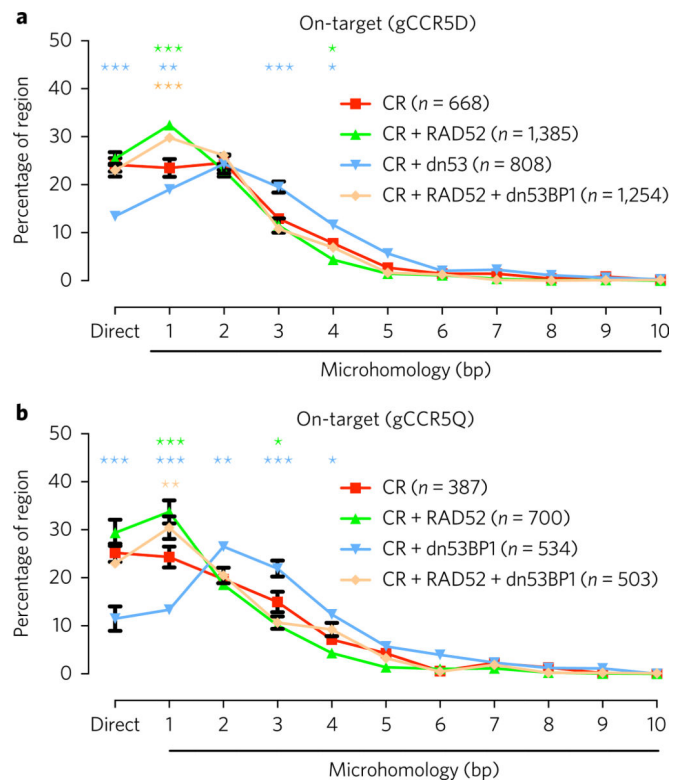 a
On-target (gCCR5D)
50
40
30
20
10
0
Percentage of region
*** ***
*** ** *** *
***
CR (n = 668)
CR + RAD52 (n = 1,385)
CR + dn53 (n = 808)
CR + RAD52 + dn53BP1 (n = 1,254)
Direct 1 2 3 4 5 6 7 8 9 10
Microhomology (bp)
b
On-target (gCCR5Q)
50
40
30
20
10
0
Percentage of region
*** *
*** *** ** *** *
**
CR (n = 387)
CR + RAD52 (n = 700)
CR + dn53BP1 (n = 534)
CR + RAD52 + dn53BP1 (n = 503)
Direct 1 2 3 4 5 6 7 8 9 10
Microhomology (bp)